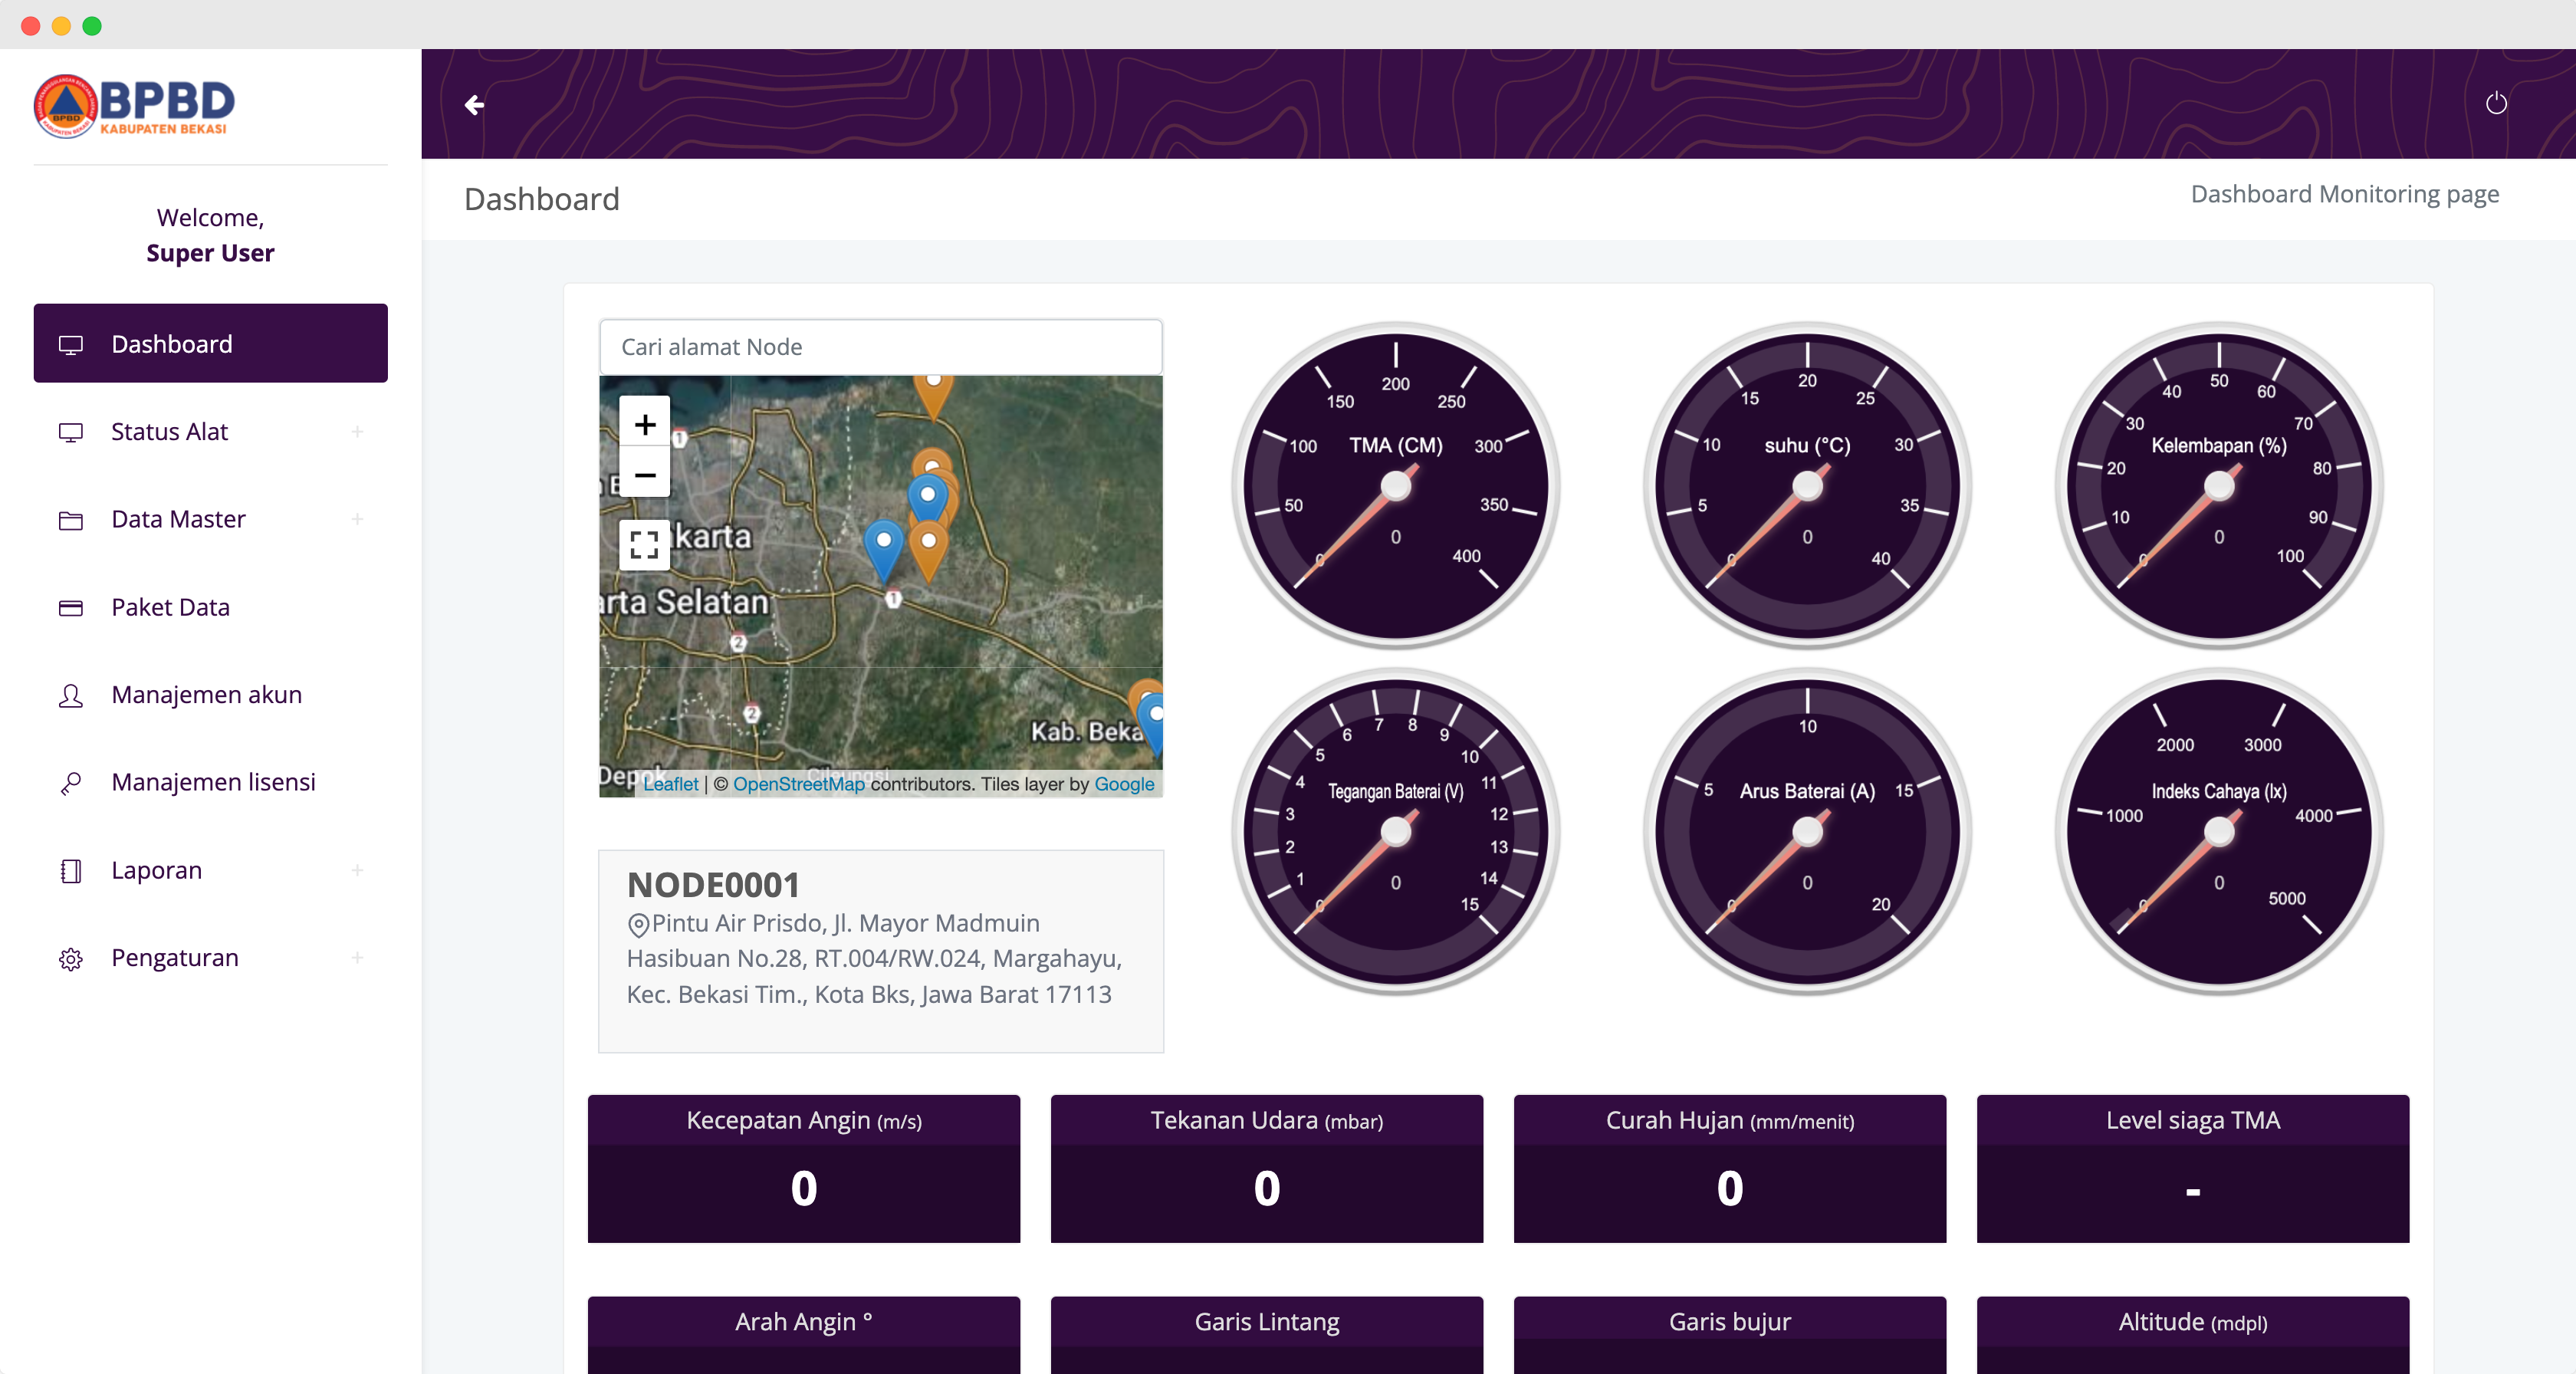 BPBD
KABUPATEN BEKASI
Welcome,
Super User
Dashboard
Status Alat
Data Master
Paket Data
Manajemen akun
Manajemen lisensi
Laporan
Pengaturan
Dashboard
Dashboard Monitoring page
Cari alamat Node
+
−
1
karta
arta Selatan
1
2
2
Kab. Beka
Depok
Leaflet | © OpenStreetMap contributors. Tiles layer by Google
NODE0001
Pintu Air Prisdo, Jl. Mayor Madmuin
Hasibuan No.28, RT.004/RW.024, Margahayu,
Kec. Bekasi Tim., Kota Bks, Jawa Barat 17113
TMA (CM)
0 50 100 150 200 250 300 350 400
0
suhu (°C)
0 5 10 15 20 25 30 35 40
0
Kelembapan (%)
0 10 20 30 40 50 60 70 80 90 100
0
Tegangan Baterai (V)
0 1 2 3 4 5 6 7 8 9 10 11 12 13 14 15
0
Arus Baterai (A)
0 5 10 15 20
0
Indeks Cahaya (lx)
0 1000 2000 3000 4000 5000
0
Kecepatan Angin (m/s)
0
Tekanan Udara (mbar)
0
Curah Hujan (mm/menit)
0
Level siaga TMA
-
Arah Angin °
Garis Lintang
Garis bujur
Altitude (mdpl)